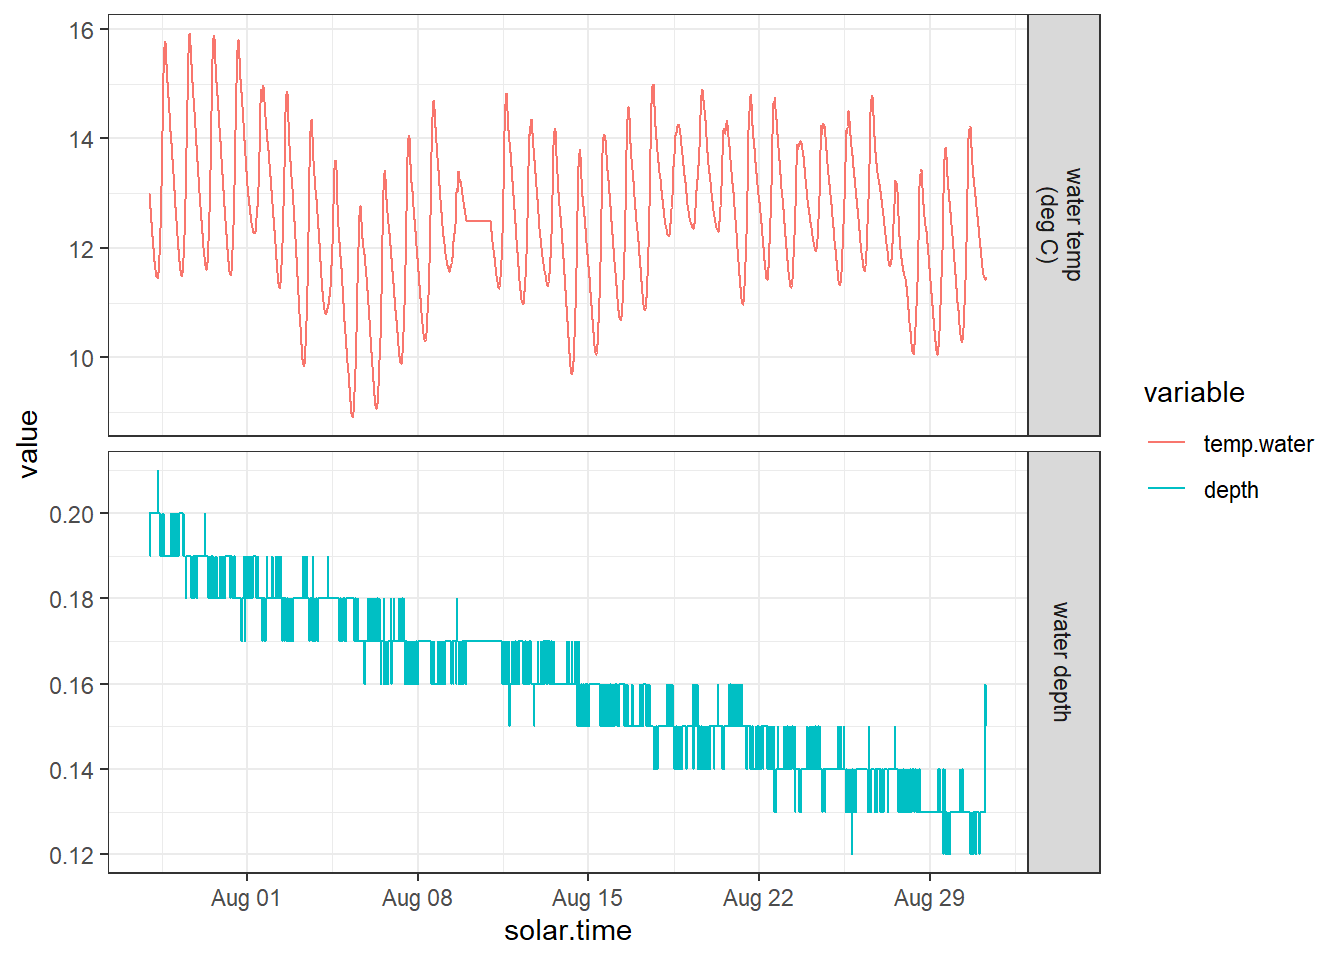 value
16
14
12
10
water temp
(deg C)
0.20
0.18
0.16
0.14
0.12
water depth
Aug 01
Aug 08
Aug 15
Aug 22
Aug 29
solar.time
variable
temp.water
depth